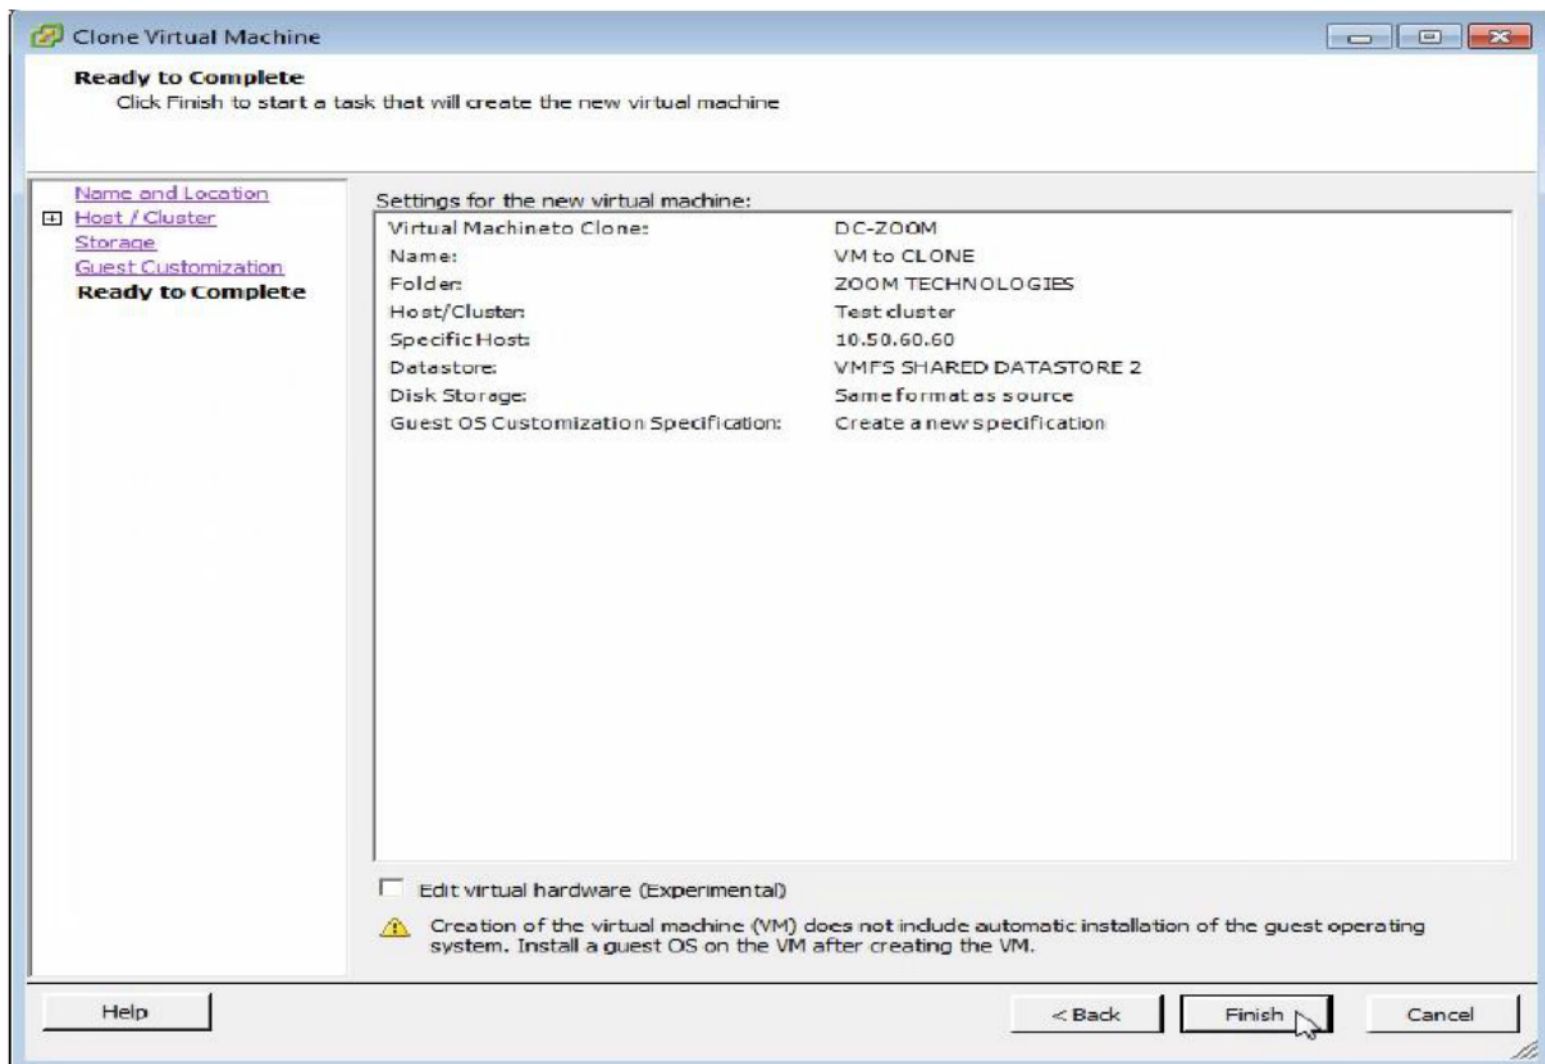 Clone Virtual Machine
Ready to Complete
Click Finish to start a task that will create the new virtual machine
Name and Location
Host / Cluster
Storage
Guest Customization
Ready to Complete
Settings for the new virtual machine:
Virtual Machine to Clone: DC-ZOOM
Name: VM to CLONE
Folder: ZOOM TECHNOLOGIES
Host/Cluster: Test cluster
Specific Host: 10.50.60.60
Datastore: VMFS SHARED DATASTORE 2
Disk Storage: Same format as source
Guest OS Customization Specification: Create a new specification
Edit virtual hardware (Experimental)
Creation of the virtual machine (VM) does not include automatic installation of the guest operating
system. Install a guest OS on the VM after creating the VM.
Help < Back Finish Cancel